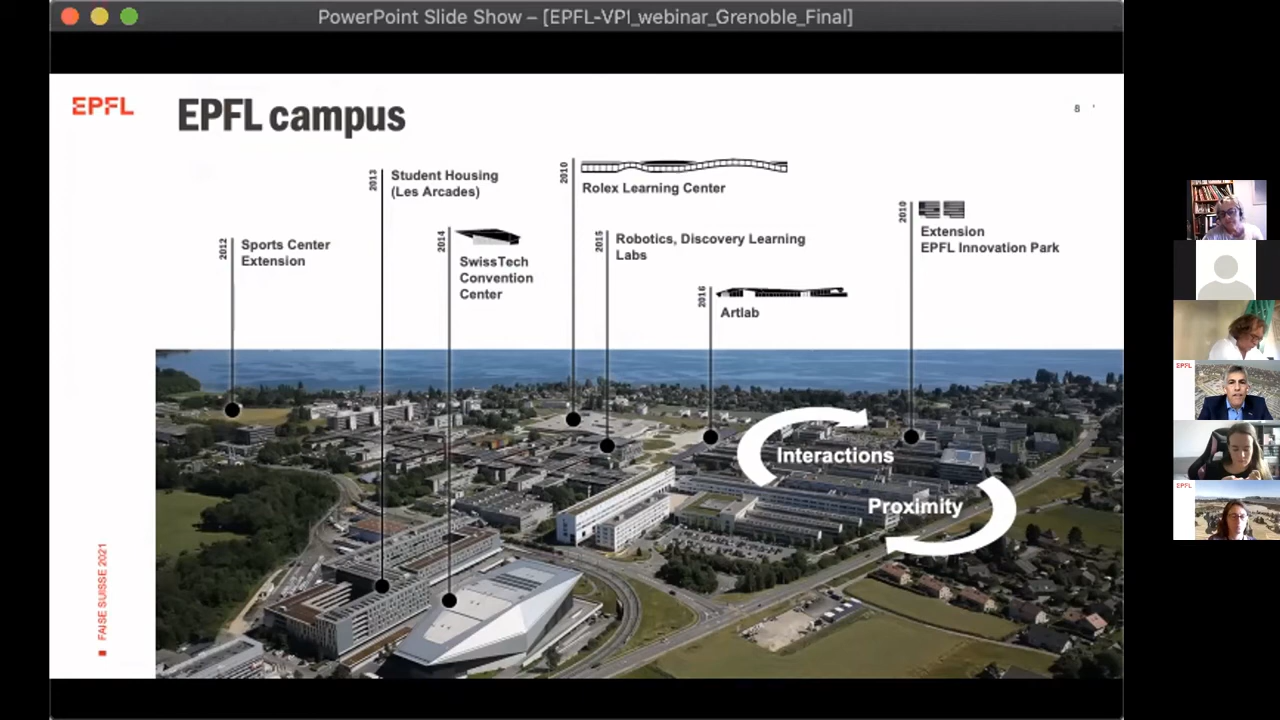 PowerPoint Slide Show – [EPFL-VPI_webinar_Grenoble_Final]
EPFL
EPFL campus
8
2012
Sports Center
Extension
2013
Student Housing
(Les Arcades)
2014
SwissTech
Convention
Center
2010
Rolex Learning Center
2015
Robotics, Discovery Learning
Labs
2016
Artlab
2010
Extension
EPFL Innovation Park
Interactions
Proximity
FAISE SUISSE 2021
EPFL
EPFL